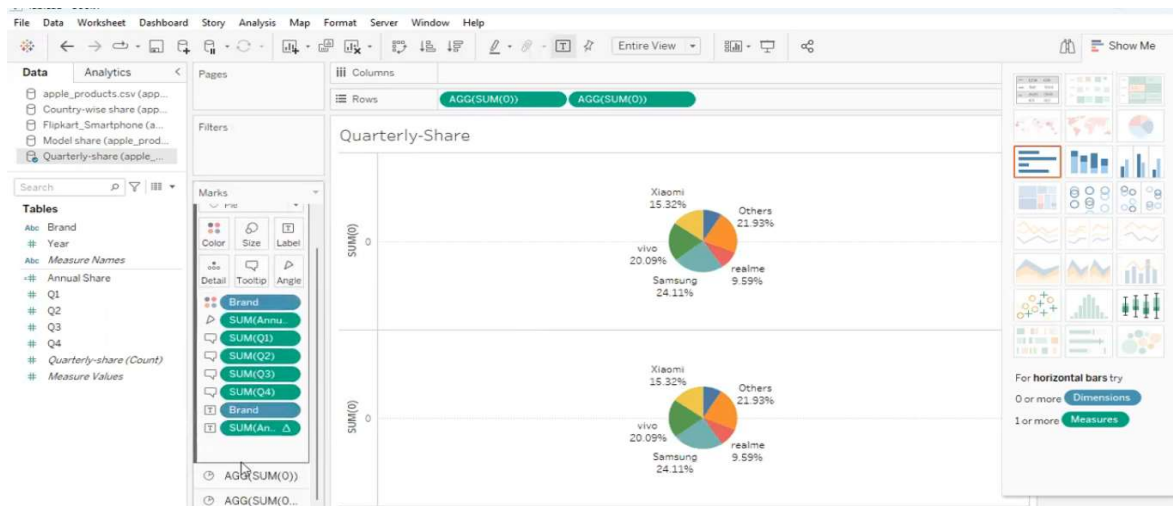 File Data Worksheet Dashboard Story Analysis Map Format Server Window Help
Entire View
Show Me
Data Analytics
apple_products.csv (app...
Country-wise share (app...
Flipkart_Smartphone (a...
Model share (apple_prod...
Quarterly-share (apple_...
Search
Tables
Abc Brand
# Year
Abc Measure Names
# Annual Share
# Q1
# Q2
# Q3
# Q4
# Quarterly-share (Count)
# Measure Values
Pages
Filters
Marks
Pie
Color Size Label
Detail Tooltip Angle
Brand
SUM(Annu..
SUM(Q1)
SUM(Q2)
SUM(Q3)
SUM(Q4)
Brand
SUM(An.. Δ
AGG(SUM(0))
AGG(SUM(0...
Columns
Rows AGG(SUM(0)) AGG(SUM(0))
Quarterly-Share
SUM(0)
0
Xiaomi
15.32%
Others
21.93%
vivo
20.09%
realme
9.59%
Samsung
24.11%
SUM(0)
0
Xiaomi
15.32%
Others
21.93%
vivo
20.09%
realme
9.59%
Samsung
24.11%
For horizontal bars try
0 or more Dimensions
1 or more Measures